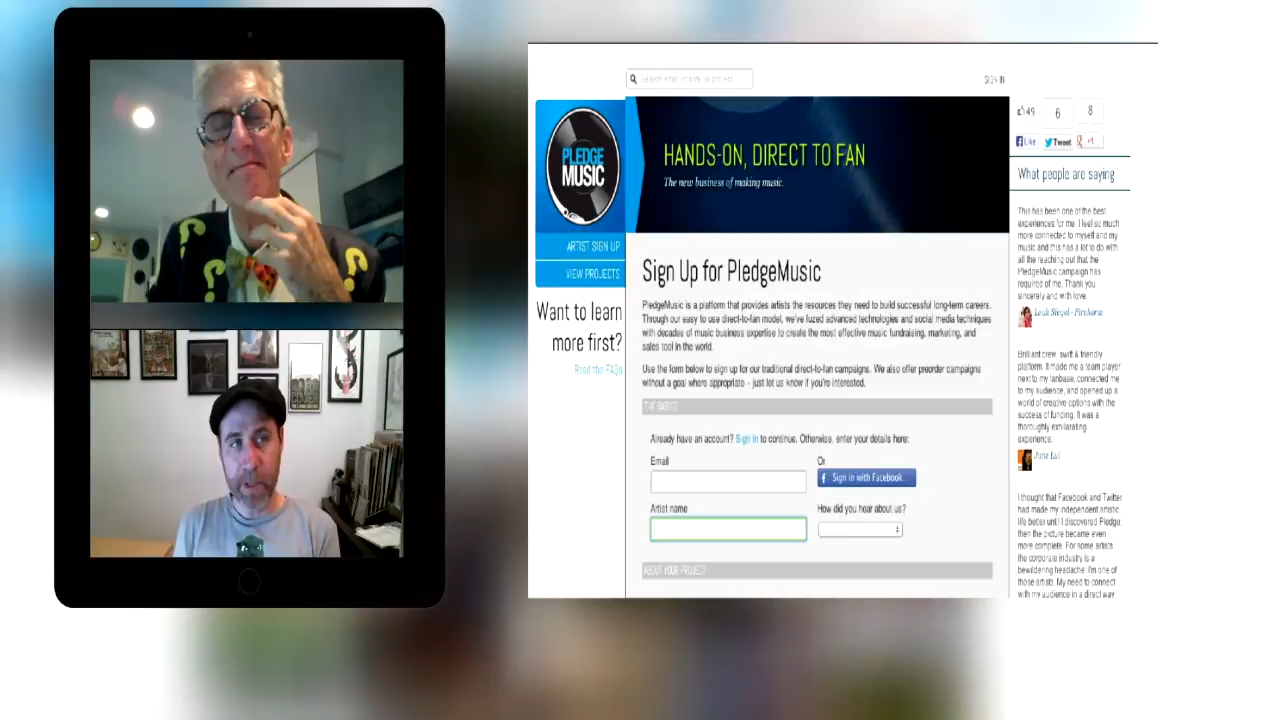 SIGN IN
49
6
8
Like
Tweet
+1
PLEDGE
MUSIC
HANDS-ON, DIRECT TO FAN
The new business of making music.
ARTIST SIGN UP
VIEW PROJECTS
Want to learn
more first?
Read the FAQs
Sign Up for PledgeMusic
PledgeMusic is a platform that provides artists the resources they need to build successful long-term careers.
Through our easy to use direct-to-fan model, we've fuzed advanced technologies and social media techniques
with decades of music business expertise to create the most effective music fundraising, marketing, and
sales tool in the world.
Use the form below to sign up for our traditional direct-to-fan campaigns. We also offer preorder campaigns
without a goal where appropriate – just let us know if you're interested.
THE BASICS
Already have an account? Sign In to continue. Otherwise, enter your details here:
Email
Or
Sign in with Facebook
Artist name
How did you hear about us?
ABOUT YOUR PROJECT
What people are saying
This has been one of the best
experiences for me. I feel so much
more connected to myself and my
music and this has a lot to do with
all the reaching out that the
PledgeMusic campaign has
required of me. Thank you
sincerely and with love.
Leah Siegel - Firehorse
Brilliant crew, swift & friendly
platform. It made me a team player
next to my fanbase, connected me
to my audience, and opened up a
world of creative options with the
success of funding. It was a
thoroughly exhilarating
experience.
I thought that Facebook and Twitter
had made my independent artistic
life better until I discovered Pledge;
then the picture became even
more complete. For some artists
the corporate industry is a
bewildering headache. I'm one of
those artists. My need to connect
with my audience in a direct way